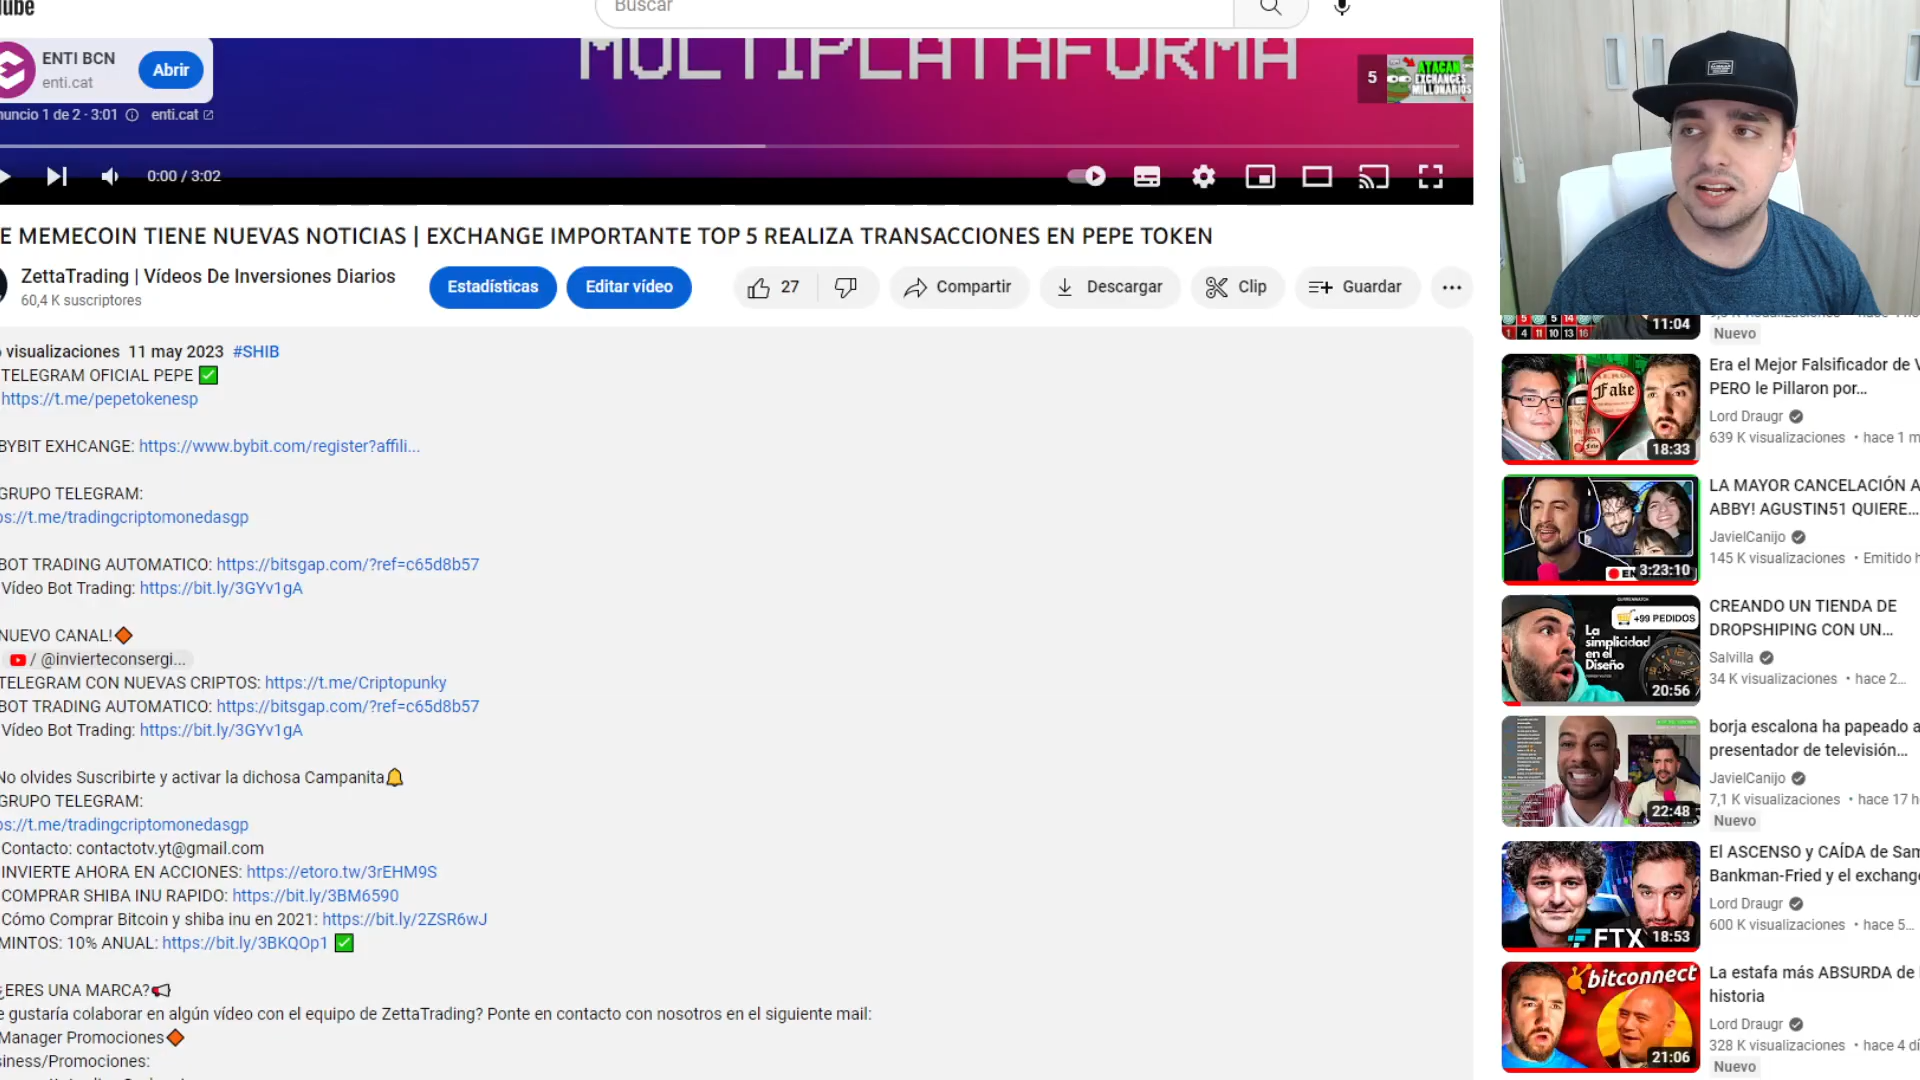 Buscar
MULTIPLATAFORMA
ENTI BCN
enti.cat
Abrir
nuncio 1 de 2 · 3:01 enti.cat
5
ATACAN
EXCHANGES
MILLONARIOS
0:00 / 3:02
E MEMECOIN TIENE NUEVAS NOTICIAS | EXCHANGE IMPORTANTE TOP 5 REALIZA TRANSACCIONES EN PEPE TOKEN
ZettaTrading | Vídeos De Inversiones Diarios
60,4 K suscriptores
Estadísticas
Editar vídeo
27
Compartir
Descargar
Clip
Guardar
visualizaciones 11 may 2023 #SHIB
TELEGRAM OFICIAL PEPE ✅
https://t.me/pepetokenesp
BYBIT EXHCANGE: https://www.bybit.com/register?affili...
GRUPO TELEGRAM:
ps://t.me/tradingcriptomonedasgp
BOT TRADING AUTOMATICO: https://bitsgap.com/?ref=c65d8b57
Vídeo Bot Trading: https://bit.ly/3GYv1gA
NUEVO CANAL!🔶
/ @invierteconsergi...
TELEGRAM CON NUEVAS CRIPTOS: https://t.me/Criptopunky
BOT TRADING AUTOMATICO: https://bitsgap.com/?ref=c65d8b57
Vídeo Bot Trading: https://bit.ly/3GYv1gA
No olvides Suscribirte y activar la dichosa Campanita🔔
GRUPO TELEGRAM:
ps://t.me/tradingcriptomonedasgp
Contacto: contactotv.yt@gmail.com
INVIERTE AHORA EN ACCIONES: https://etoro.tw/3rEHM9S
COMPRAR SHIBA INU RAPIDO: https://bit.ly/3BM6590
Cómo Comprar Bitcoin y shiba inu en 2021: https://bit.ly/2ZSR6wJ
MINTOS: 10% ANUAL: https://bit.ly/3BKQOp1 ✅
¿ERES UNA MARCA?📢
e gustaría colaborar en algún vídeo con el equipo de ZettaTrading? Ponte en contacto con nosotros en el siguiente mail:
Manager Promociones🔶
siness/Promociones:
11:04
Nuevo
Fake
18:33
Era el Mejor Falsificador de V
PERO le Pillaron por...
Lord Draugr
639 K visualizaciones • hace 1 m
3:23:10
LA MAYOR CANCELACIÓN A
ABBY! AGUSTIN51 QUIERE...
JavielCanijo
145 K visualizaciones • Emitido h
+99 PEDIDOS
La
simplicidad
en el
Diseño
20:56
CREANDO UN TIENDA DE
DROPSHIPING CON UN...
Salvilla
34 K visualizaciones • hace 2...
22:48
borja escalona ha papeado a
presentador de televisión...
JavielCanijo
7,1 K visualizaciones • hace 17 h
Nuevo
FTX
18:53
El ASCENSO y CAÍDA de Sam
Bankman-Fried y el exchange
Lord Draugr
600 K visualizaciones • hace 5...
bitconnect
21:06
La estafa más ABSURDA de
historia
Lord Draugr
328 K visualizaciones • hace 4 dí
Nuevo